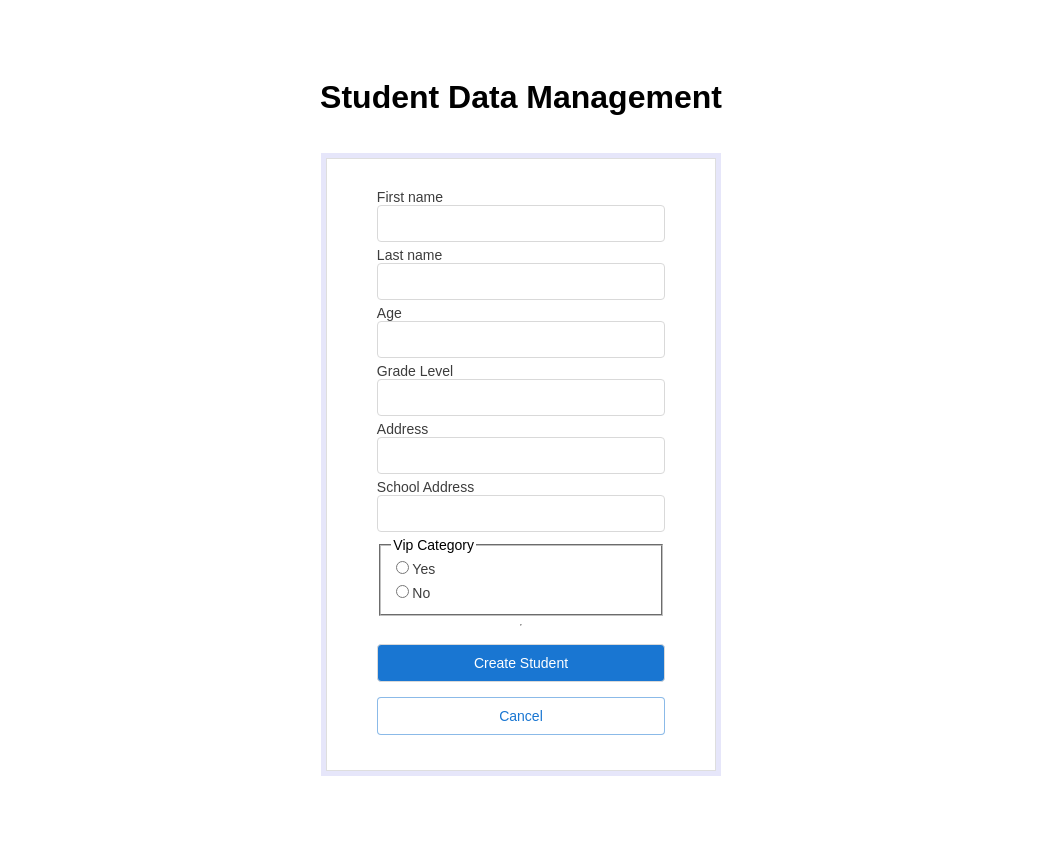 Student Data Management
First name
Last name
Age
Grade Level
Address
School Address
Vip Category
Yes
No
.
Create Student
Cancel